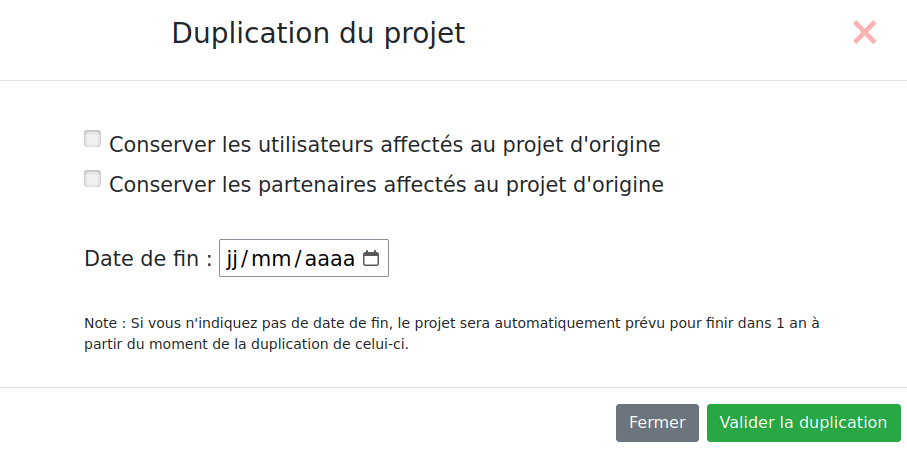 Duplication du projet
Conserver les utilisateurs affectés au projet d'origine
Conserver les partenaires affectés au projet d'origine
Date de fin : jj/mm/aaaa
Note : Si vous n'indiquez pas de date de fin, le projet sera automatiquement prévu pour finir dans 1 an à
partir du moment de la duplication de celui-ci.
Fermer Valider la duplication